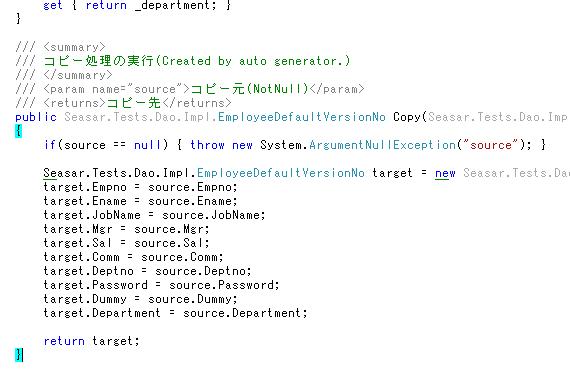 get { return _department; }
}
/// <summary>
/// コピー処理の実行(Created by auto generator.)
/// </summary>
/// <param name="source">コピー元(NotNull)</param>
/// <returns>コピー先</returns>
public Seasar.Tests.Dao.Impl.EmployeeDefaultVersionNo Copy(Seasar.Tests.Dao.Imp
{
if(source == null) { throw new System.ArgumentNullException("source"); }
Seasar.Tests.Dao.Impl.EmployeeDefaultVersionNo target = new Seasar.Tests.Da
target.Empno = source.Empno;
target.Ename = source.Ename;
target.JobName = source.JobName;
target.Mgr = source.Mgr;
target.Sal = source.Sal;
target.Comm = source.Comm;
target.Deptno = source.Deptno;
target.Password = source.Password;
target.Dummy = source.Dummy;
target.Department = source.Department;
return target;
}